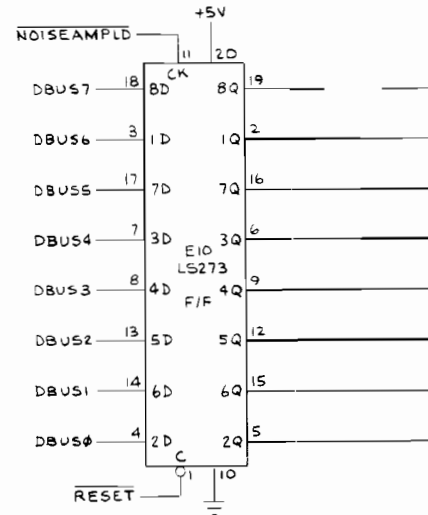 +5V
NOISEAMPLD
11 20
CK
DBUS7 18 8D 8Q 19
DBUS6 3 1D 1Q 2
DBUS5 17 7D 7Q 16
DBUS4 7 3D 3Q 6
E10
LS273
DBUS3 8 4D 4Q 9
F/F
DBUS2 13 5D 5Q 12
DBUS1 14 6D 6Q 15
DBUSØ 4 2D 2Q 5
C
1 10
RESET